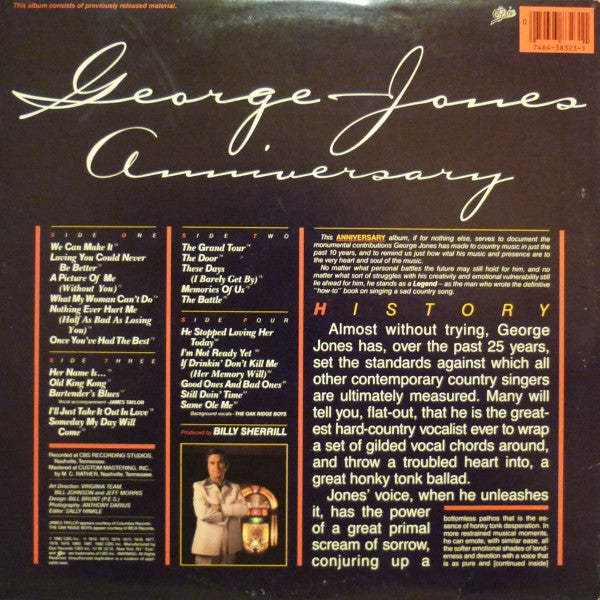 This album consists of previously released material.
Epic
0
7464-38323-1
George Jones
Anniversary
SIDE ONE
We Can Make It
Loving You Could Never
Be Better
A Picture Of Me
(Without You)
What My Woman Can't Do
Nothing Ever Hurt Me
(Half As Bad As Losing
You)
Once You've Had The Best
SIDE TWO
The Grand Tour
The Door
These Days
(I Barely Get By)
Memories Of Us
The Battle
SIDE THREE
Her Name Is...
Old King Kong
Bartender's Blues
Vocal accompaniment - JAMES TAYLOR
I'll Just Take It Out In Love
Someday My Day Will
Come
SIDE FOUR
He Stopped Loving Her
Today
I'm Not Ready Yet
If Drinkin' Don't Kill Me
(Her Memory Will)
Good Ones And Bad Ones
Still Doin' Time
Same Ole Me
Background vocals - THE OAK RIDGE BOYS
Produced by BILLY SHERRILL
Recorded at CBS RECORDING STUDIOS,
Nashville, Tennessee
Mastered at CUSTOM MASTERING, INC.,
by M. C. RATHER, Nashville, Tennessee.
Art Direction: VIRGINIA TEAM,
BILL JOHNSON and JEFF MORRIS
Design: BILL BRUNT (P.E.S.)
Photography: ANTHONY DARIUS
Center: SALLY HINKLE
JAMES TAYLOR appears courtesy of Columbia Records.
THE OAK RIDGE BOYS appear courtesy of MCA Records.
This ANNIVERSARY album, if for nothing else, serves to document the
monumental contributions George Jones has made to country music in just the
past 10 years, and to remind us just how vital his music and presence are to
the very heart and soul of the music.
No matter what personal battles the future may still hold for him, and no
matter what sort of struggles with his creativity and emotional vulnerability still
lie ahead for him, he stands as a Legend – as the man who wrote the definitive
"how-to" book on singing a sad country song.
HISTORY
Almost without trying, George
Jones has, over the past 25 years,
set the standards against which all
other contemporary country singers
are ultimately measured. Many will
tell you, flat-out, that he is the great-
est hard-country vocalist ever to wrap
a set of gilded vocal chords around,
and throw a troubled heart into, a
great honky tonk ballad.
Jones' voice, when he unleashes
it, has the power
of a great primal
scream of sorrow,
conjuring up a
bottomless pathos that is the es-
sence of honky tonk desperation. In
more restrained musical moments,
he can emote, with similar ease, all
the softer emotional shades of tend-
erness and devotion with a voice that
is as pure and [continued inside]